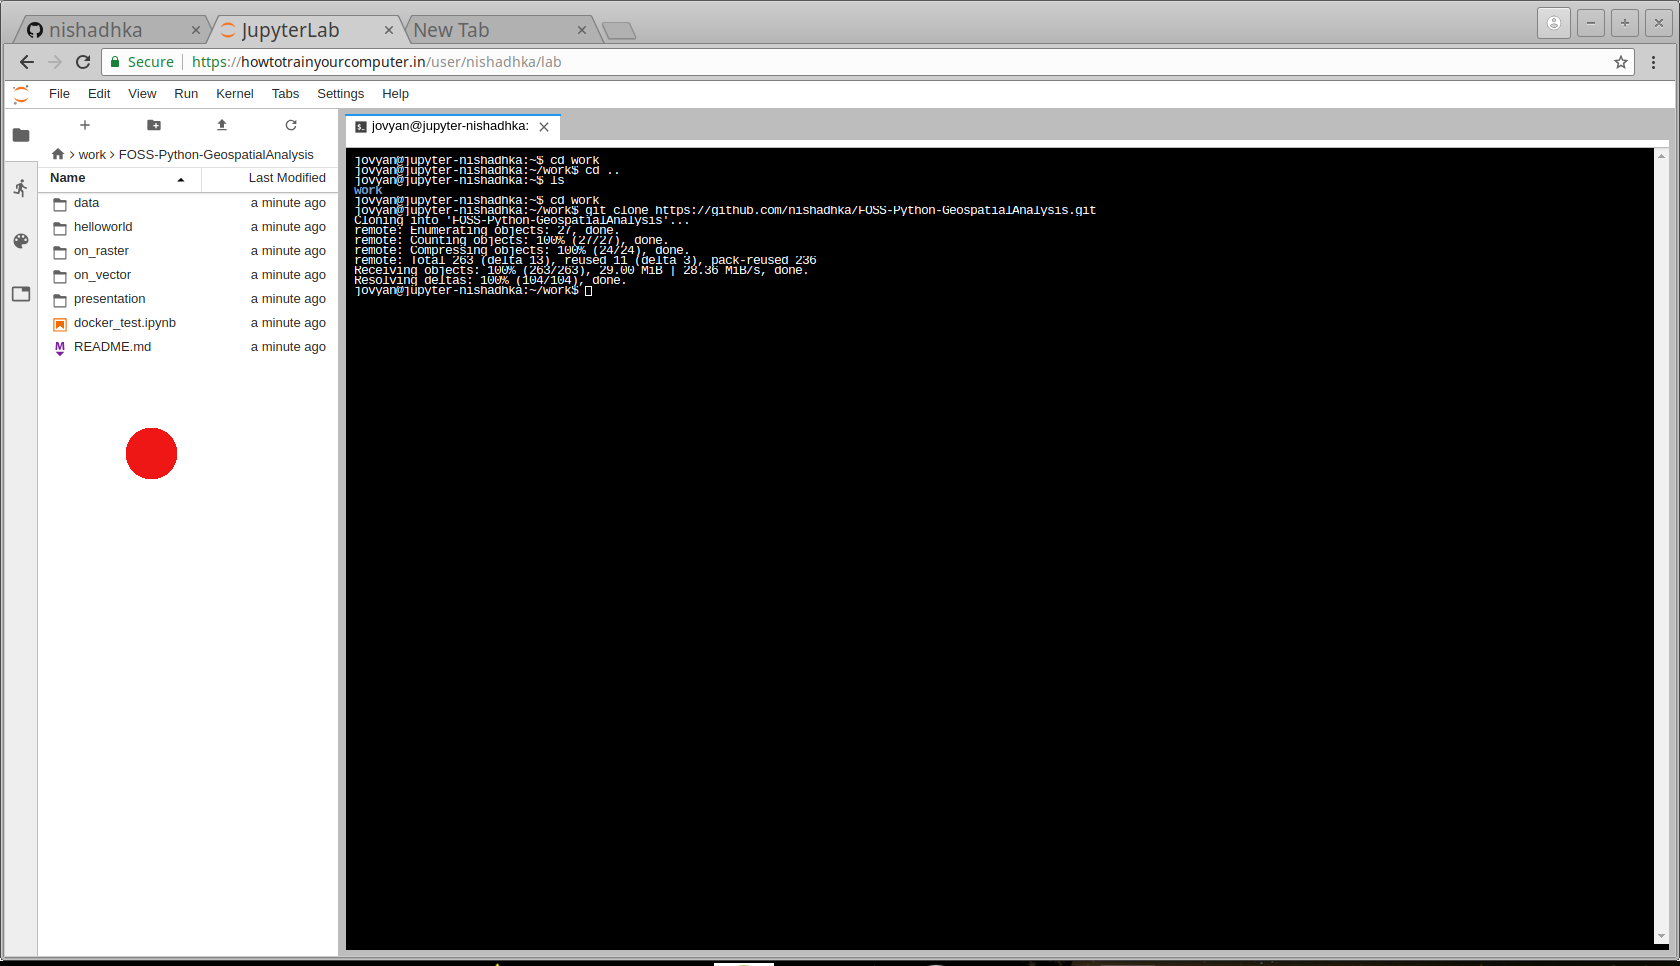 nishadhka
JupyterLab
New Tab
Secure https://howtotrainyourcomputer.in/user/nishadhka/lab
File Edit View Run Kernel Tabs Settings Help
work FOSS-Python-GeospatialAnalysis
Name Last Modified
data a minute ago
helloworld a minute ago
on_raster a minute ago
on_vector a minute ago
presentation a minute ago
docker_test.ipynb a minute ago
README.md a minute ago
jovyan@jupyter-nishadhka:
jovyan@jupyter-nishadhka:~$ cd work
jovyan@jupyter-nishadhka:~/work$ cd ..
jovyan@jupyter-nishadhka:~$ ls
work
jovyan@jupyter-nishadhka:~$ cd work
jovyan@jupyter-nishadhka:~/work$ git clone https://github.com/nishadhka/FOSS-Python-GeospatialAnalysis.git
Cloning into 'FOSS-Python-GeospatialAnalysis'...
remote: Enumerating objects: 27, done.
remote: Counting objects: 100% (27/27), done.
remote: Compressing objects: 100% (24/24), done.
remote: Total 263 (delta 13), reused 11 (delta 3), pack-reused 236
Receiving objects: 100% (263/263), 29.00 MiB | 28.36 MiB/s, done.
Resolving deltas: 100% (104/104), done.
jovyan@jupyter-nishadhka:~/work$